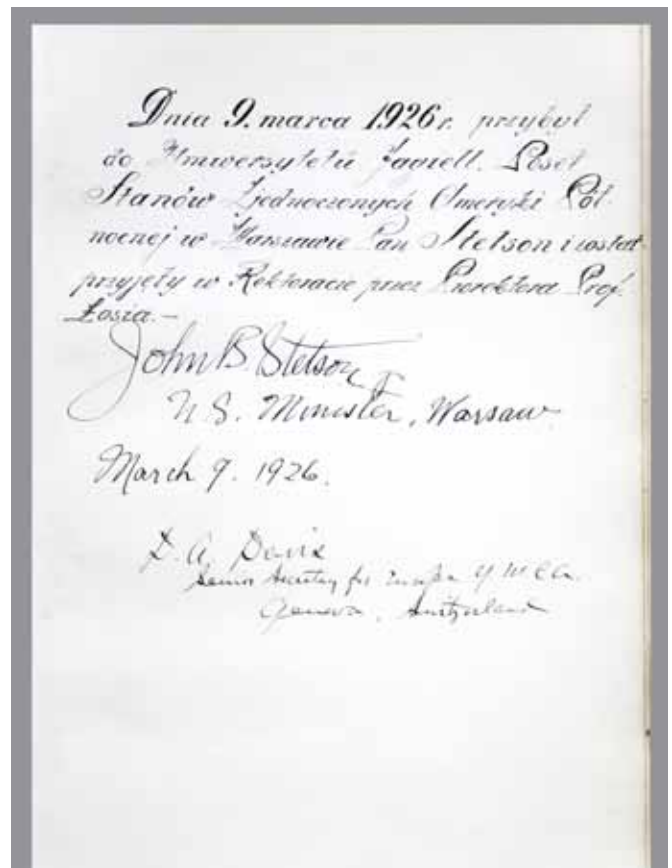 Dnia 9. marca 1926 r. przybył
do Uniwersytetu Jagiell. Poseł
Stanów Zjednoczonych Ameryki Pół-
nocnej w Warszawie Pan Stetson i został
przyjęty w Rektoracie przez Prorektora Prof.
Łosia.-
John B. Stetson Jr
U.S. Minister, Warsaw.
March 9. 1926.
D. A. Davis
Senior Secretary for Europe Y M C A.
Geneva, Switzerland